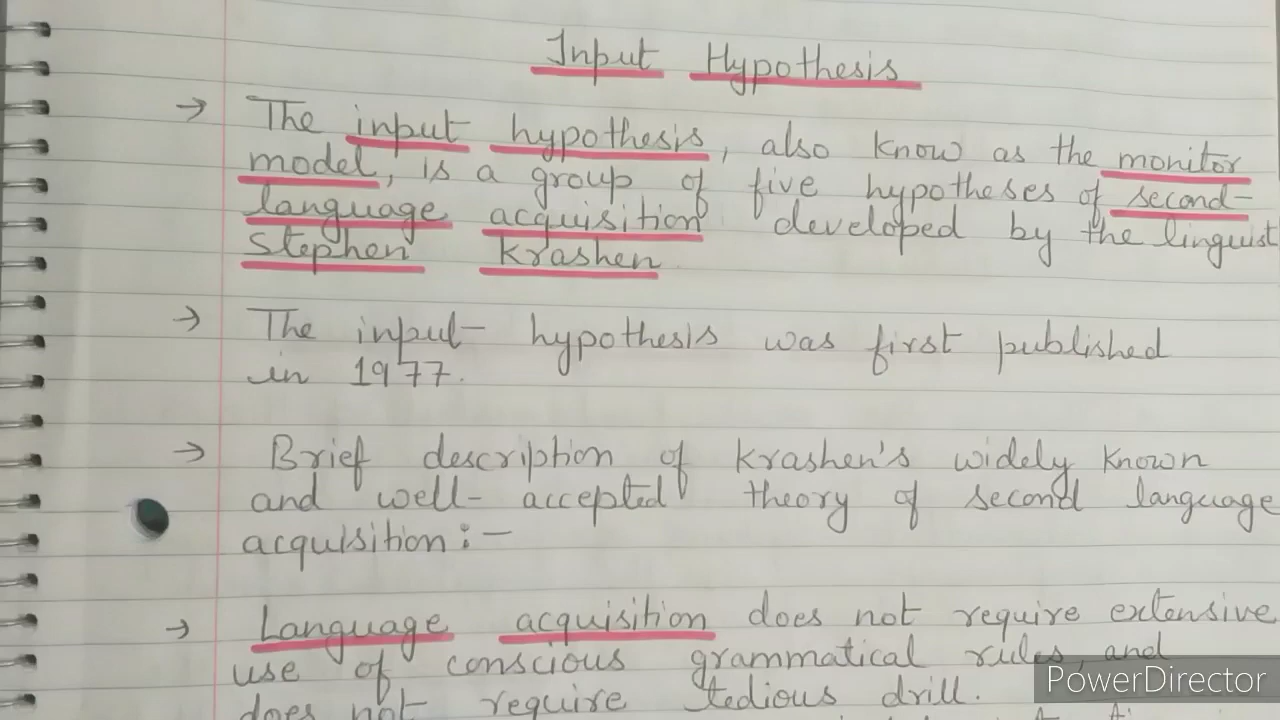 Input Hypothesis
→ The input hypothesis, also know as the monitor
model, is a group of five hypotheses of second-
language acquisition developed by the linguist
Stephen Krashen.
→ The input- hypothesis was first published
in 1977.
→ Brief description of Krashen's widely known
and well-accepted theory of second language
acquisition:-
→ Language acquisition does not require extensive
use of conscious grammatical rules, and
does not require tedious drill.
PowerDirector